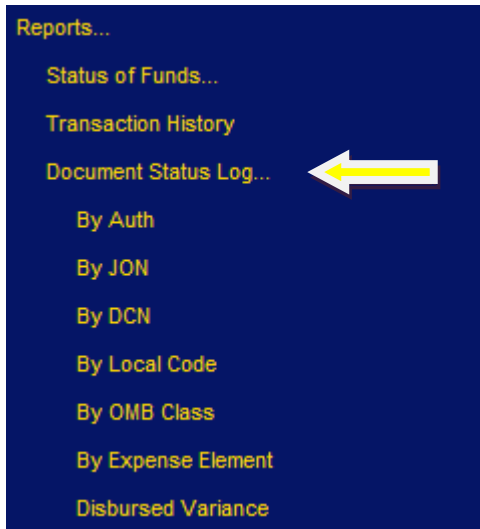 Reports...
Status of Funds...
Transaction History
Document Status Log...
By Auth
By JON
By DCN
By Local Code
By OMB Class
By Expense Element
Disbursed Variance